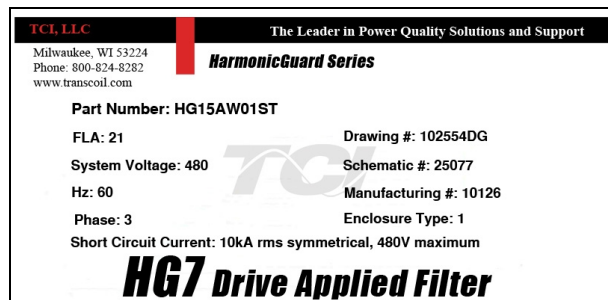 TCI, LLC
The Leader in Power Quality Solutions and Support
Milwaukee, WI 53224
Phone: 800-824-8282
www.transcoil.com
HarmonicGuard Series
Part Number: HG15AW01ST
FLA: 21
Drawing #: 102554DG
System Voltage: 480
Schematic #: 25077
Hz: 60
Manufacturing #: 10126
Phase: 3
Enclosure Type: 1
TCI
Short Circuit Current: 10kA rms symmetrical, 480V maximum
HG7 Drive Applied Filter